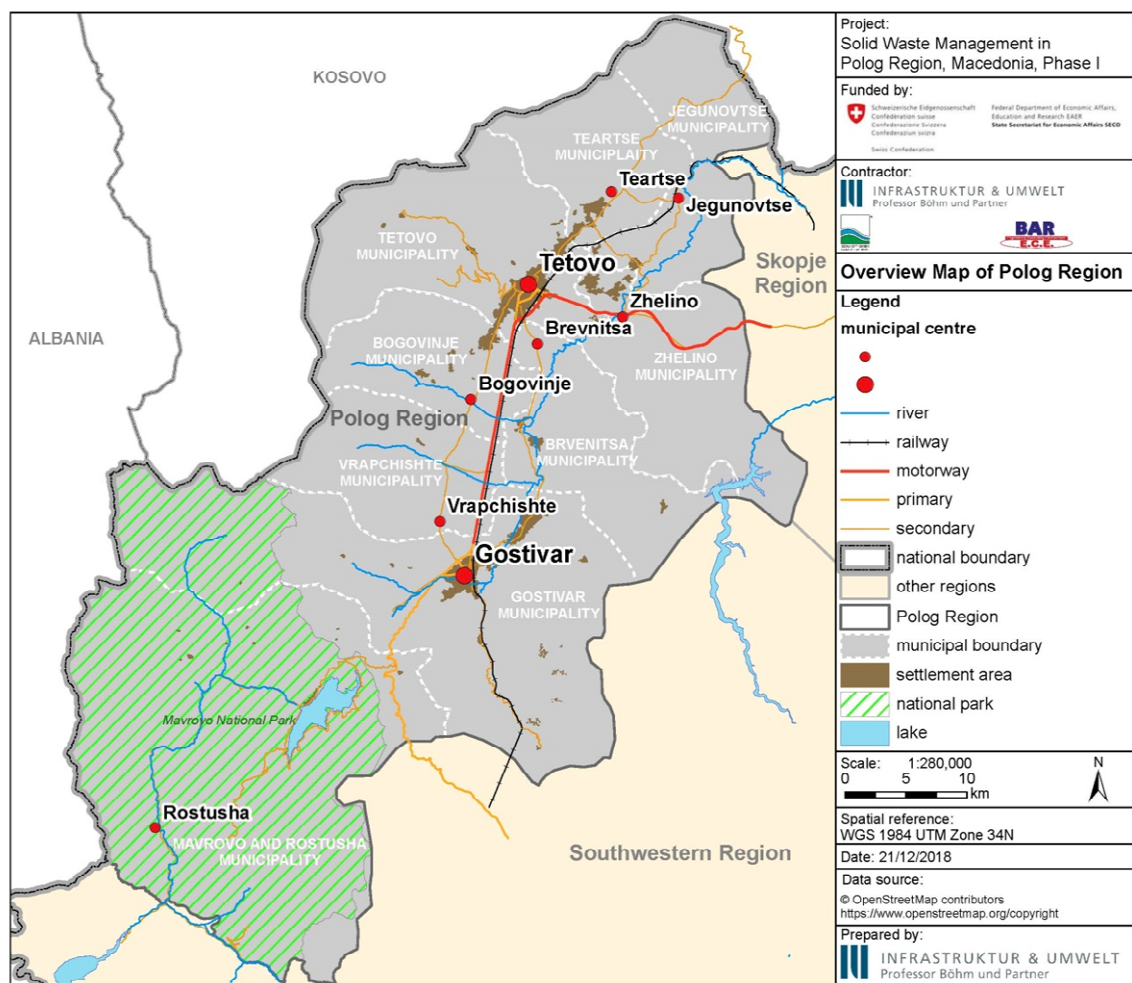 KOSOVO
ALBANIA
JEGUNOVTSE
MUNICIPALITY
TEARTSE
MUNICIPLAITY
Teartse
Jegunovtse
TETOVO
MUNICIPALITY
Tetovo
Skopje
Region
Zhelino
Brevnitsa
BOGOVINJE
MUNICIPALITY
ZHELINO
MUNICIPALITY
Bogovinje
Polog Region
BRVENITSA
MUNICIPALITY
VRAPCHISHTE
MUNICIPALITY
Vrapchishte
Gostivar
GOSTIVAR
MUNICIPALITY
Mavrovo National Park
Rostusha
MAVROVO AND ROSTUSHA
MUNICIPALITY
Southwestern Region
Project:
Solid Waste Management in
Polog Region, Macedonia, Phase I
Funded by:
Schweizerische Eidgenossenschaft
Confédération suisse
Confederazione Svizzera
Confederaziun svizra
Swiss Confederation
Federal Department of Economic Affairs,
Education and Research EAER
State Secretariat for Economic Affairs SECO
Contractor:
INFRASTRUKTUR & UMWELT
Professor Böhm und Partner
BAR
E.C.E.
Overview Map of Polog Region
Legend
municipal centre
river
railway
motorway
primary
secondary
national boundary
other regions
Polog Region
municipal boundary
settlement area
national park
lake
Scale: 1:280,000
0 5 10
km
N
Spatial reference:
WGS 1984 UTM Zone 34N
Date: 21/12/2018
Data source:
© OpenStreetMap contributors
https://www.openstreetmap.org/copyright
Prepared by:
INFRASTRUKTUR & UMWELT
Professor Böhm und Partner